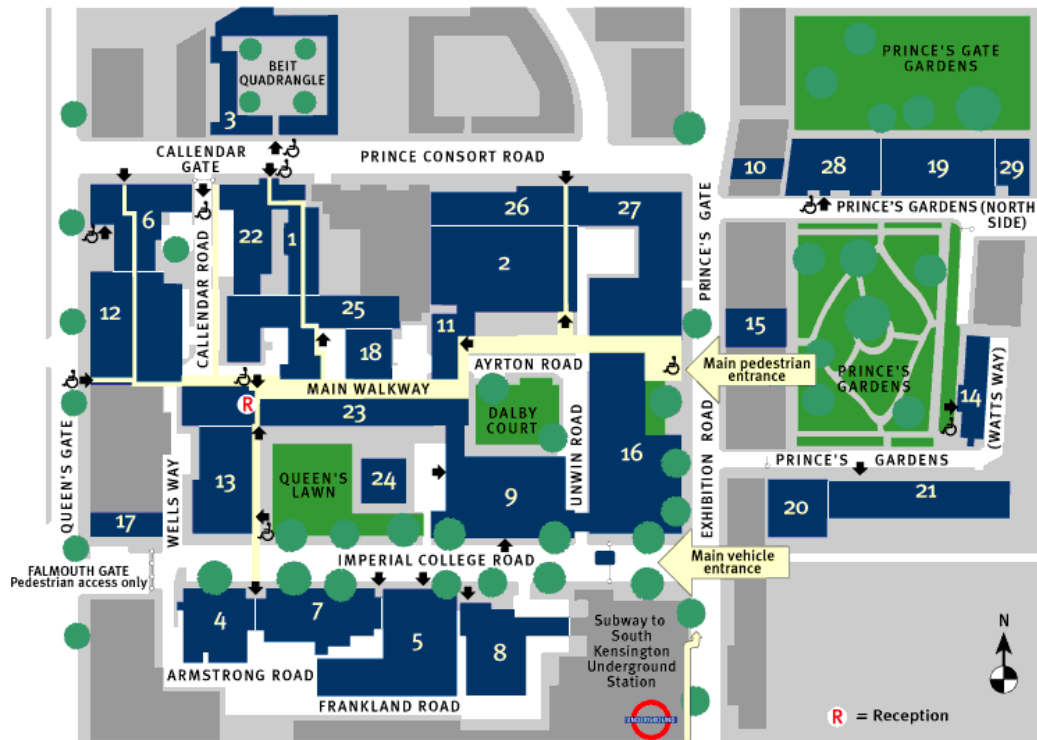 BEIT
QUADRANGLE
3
PRINCE'S GATE
GARDENS
CALLENDAR
GATE
PRINCE CONSORT ROAD
10
28
19
29
PRINCE'S GARDENS (NORTH
SIDE)
6
22
1
26
27
2
12
CALLENDAR ROAD
25
18
11
PRINCE'S GATE
15
AYRTON ROAD
Main pedestrian
entrance
PRINCE'S
GARDENS
14
(WATTS WAY)
MAIN WALKWAY
R
23
DALBY
COURT
UNWIN ROAD
16
EXHIBITION ROAD
PRINCE'S GARDENS
QUEEN'S GATE
WELLS WAY
13
QUEEN'S
LAWN
24
9
20
21
17
FALMOUTH GATE
Pedestrian access only
IMPERIAL COLLEGE ROAD
Main vehicle
entrance
4
7
5
8
Subway to
South
Kensington
Underground
Station
ARMSTRONG ROAD
FRANKLAND ROAD
UNDERGROUND
N
R = Reception